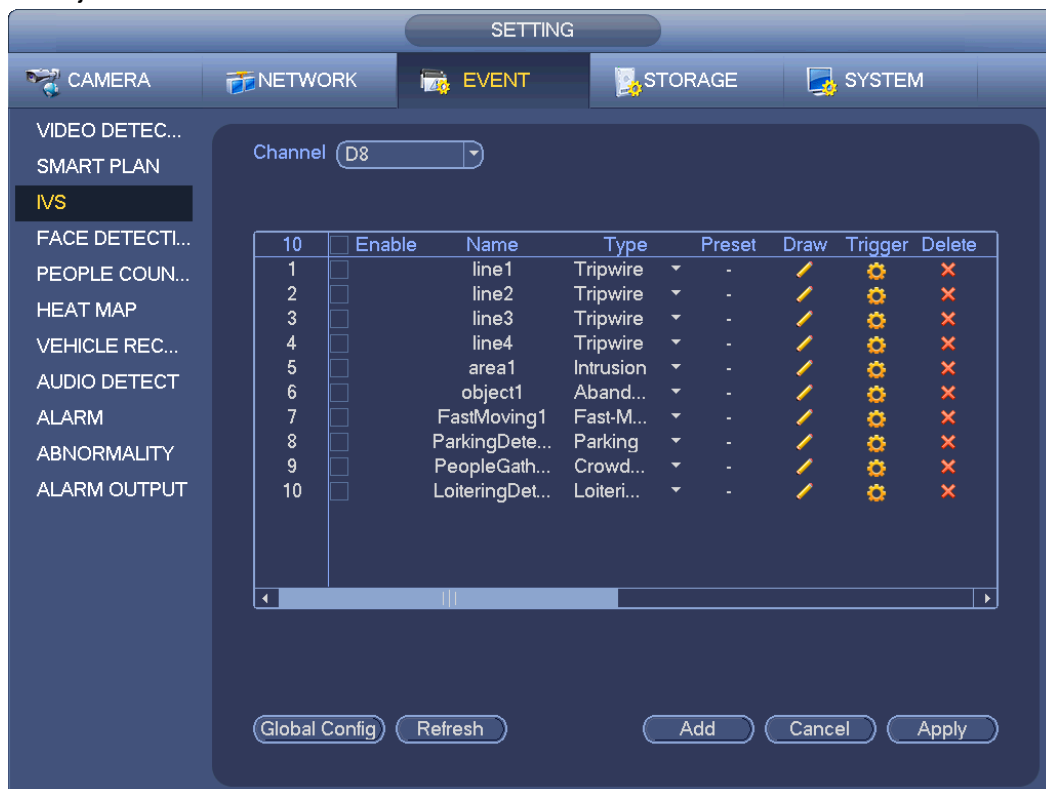 SETTING
CAMERA NETWORK EVENT STORAGE SYSTEM
VIDEO DETEC...
SMART PLAN
IVS
FACE DETECTI...
PEOPLE COUN...
HEAT MAP
VEHICLE REC...
AUDIO DETECT
ALARM
ABNORMALITY
ALARM OUTPUT
Channel D8
10 Enable Name Type Preset Draw Trigger Delete
1 line1 Tripwire -
2 line2 Tripwire -
3 line3 Tripwire -
4 line4 Tripwire -
5 area1 Intrusion -
6 object1 Aband... -
7 FastMoving1 Fast-M... -
8 ParkingDete... Parking -
9 PeopleGath... Crowd... -
10 LoiteringDet... Loiteri... -
Global Config Refresh Add Cancel Apply